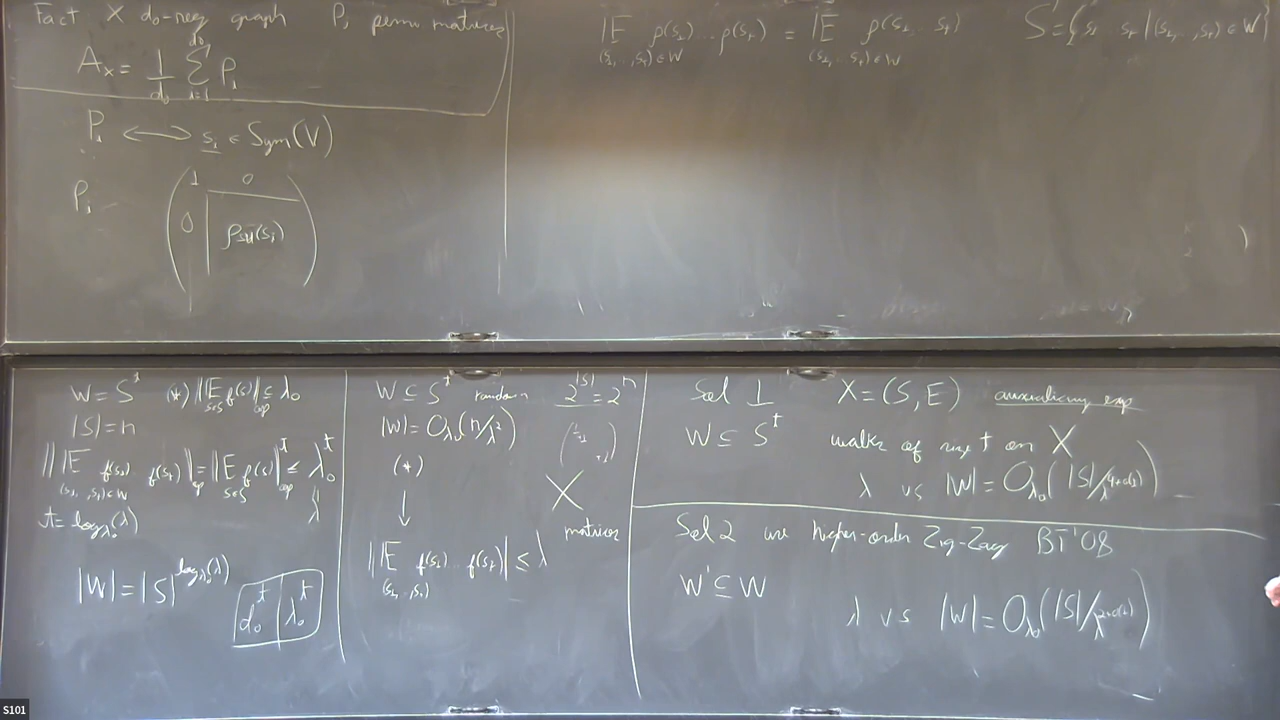 Fact X d₀-reg graph P_i perm matrices
A_x = 1/d₀ Σ_{i=1}^{d₀} P_i
P_i ⟷ s_i ∈ Sym(V)
P_i ( 1 0
0 ρ_std(s_i) )
𝔼_{(s₁,..,s_t)∈W} ρ(s₁)...ρ(s_t) = 𝔼_{(s₁,..,s_t)∈W} ρ(s₁...s_t)
S' = {s₁...s_t | (s₁,..,s_t) ∈ W}
W = S^t (*) ||𝔼_{s∈S} f(s)||_op ≤ λ₀
|S| = n
||𝔼_{(s₁,..,s_t)∈W} f(s₁)...f(s_t)||_op = ||𝔼_{s∈S} f(s)||^t_op ≤ λ₀^t
λ
t = log_{λ₀}(λ)
|W| = |S|^{log_{λ₀}(λ)}
d₀^t | λ₀^t
W ⊆ S^t random 2^{|S|} = 2^n
|W| = O_{λ₀}(n/λ²)
(*)
↓
X
matrices
||𝔼_{(s₁,..,s_t)} f(s₁)...f(s_t)|| ≤ λ
Sol 1 X = (S, E) auxiliary exp
W ⊆ S^t walks of size t on X
λ vs |W| = O_{λ₀}(|S|/λ^{4+o(1)})
Sol 2 use higher-order Zig-Zag BT'08
W' ⊆ W
λ vs |W| = O_{λ₀}(|S|/λ^{2+o(1)})
S101